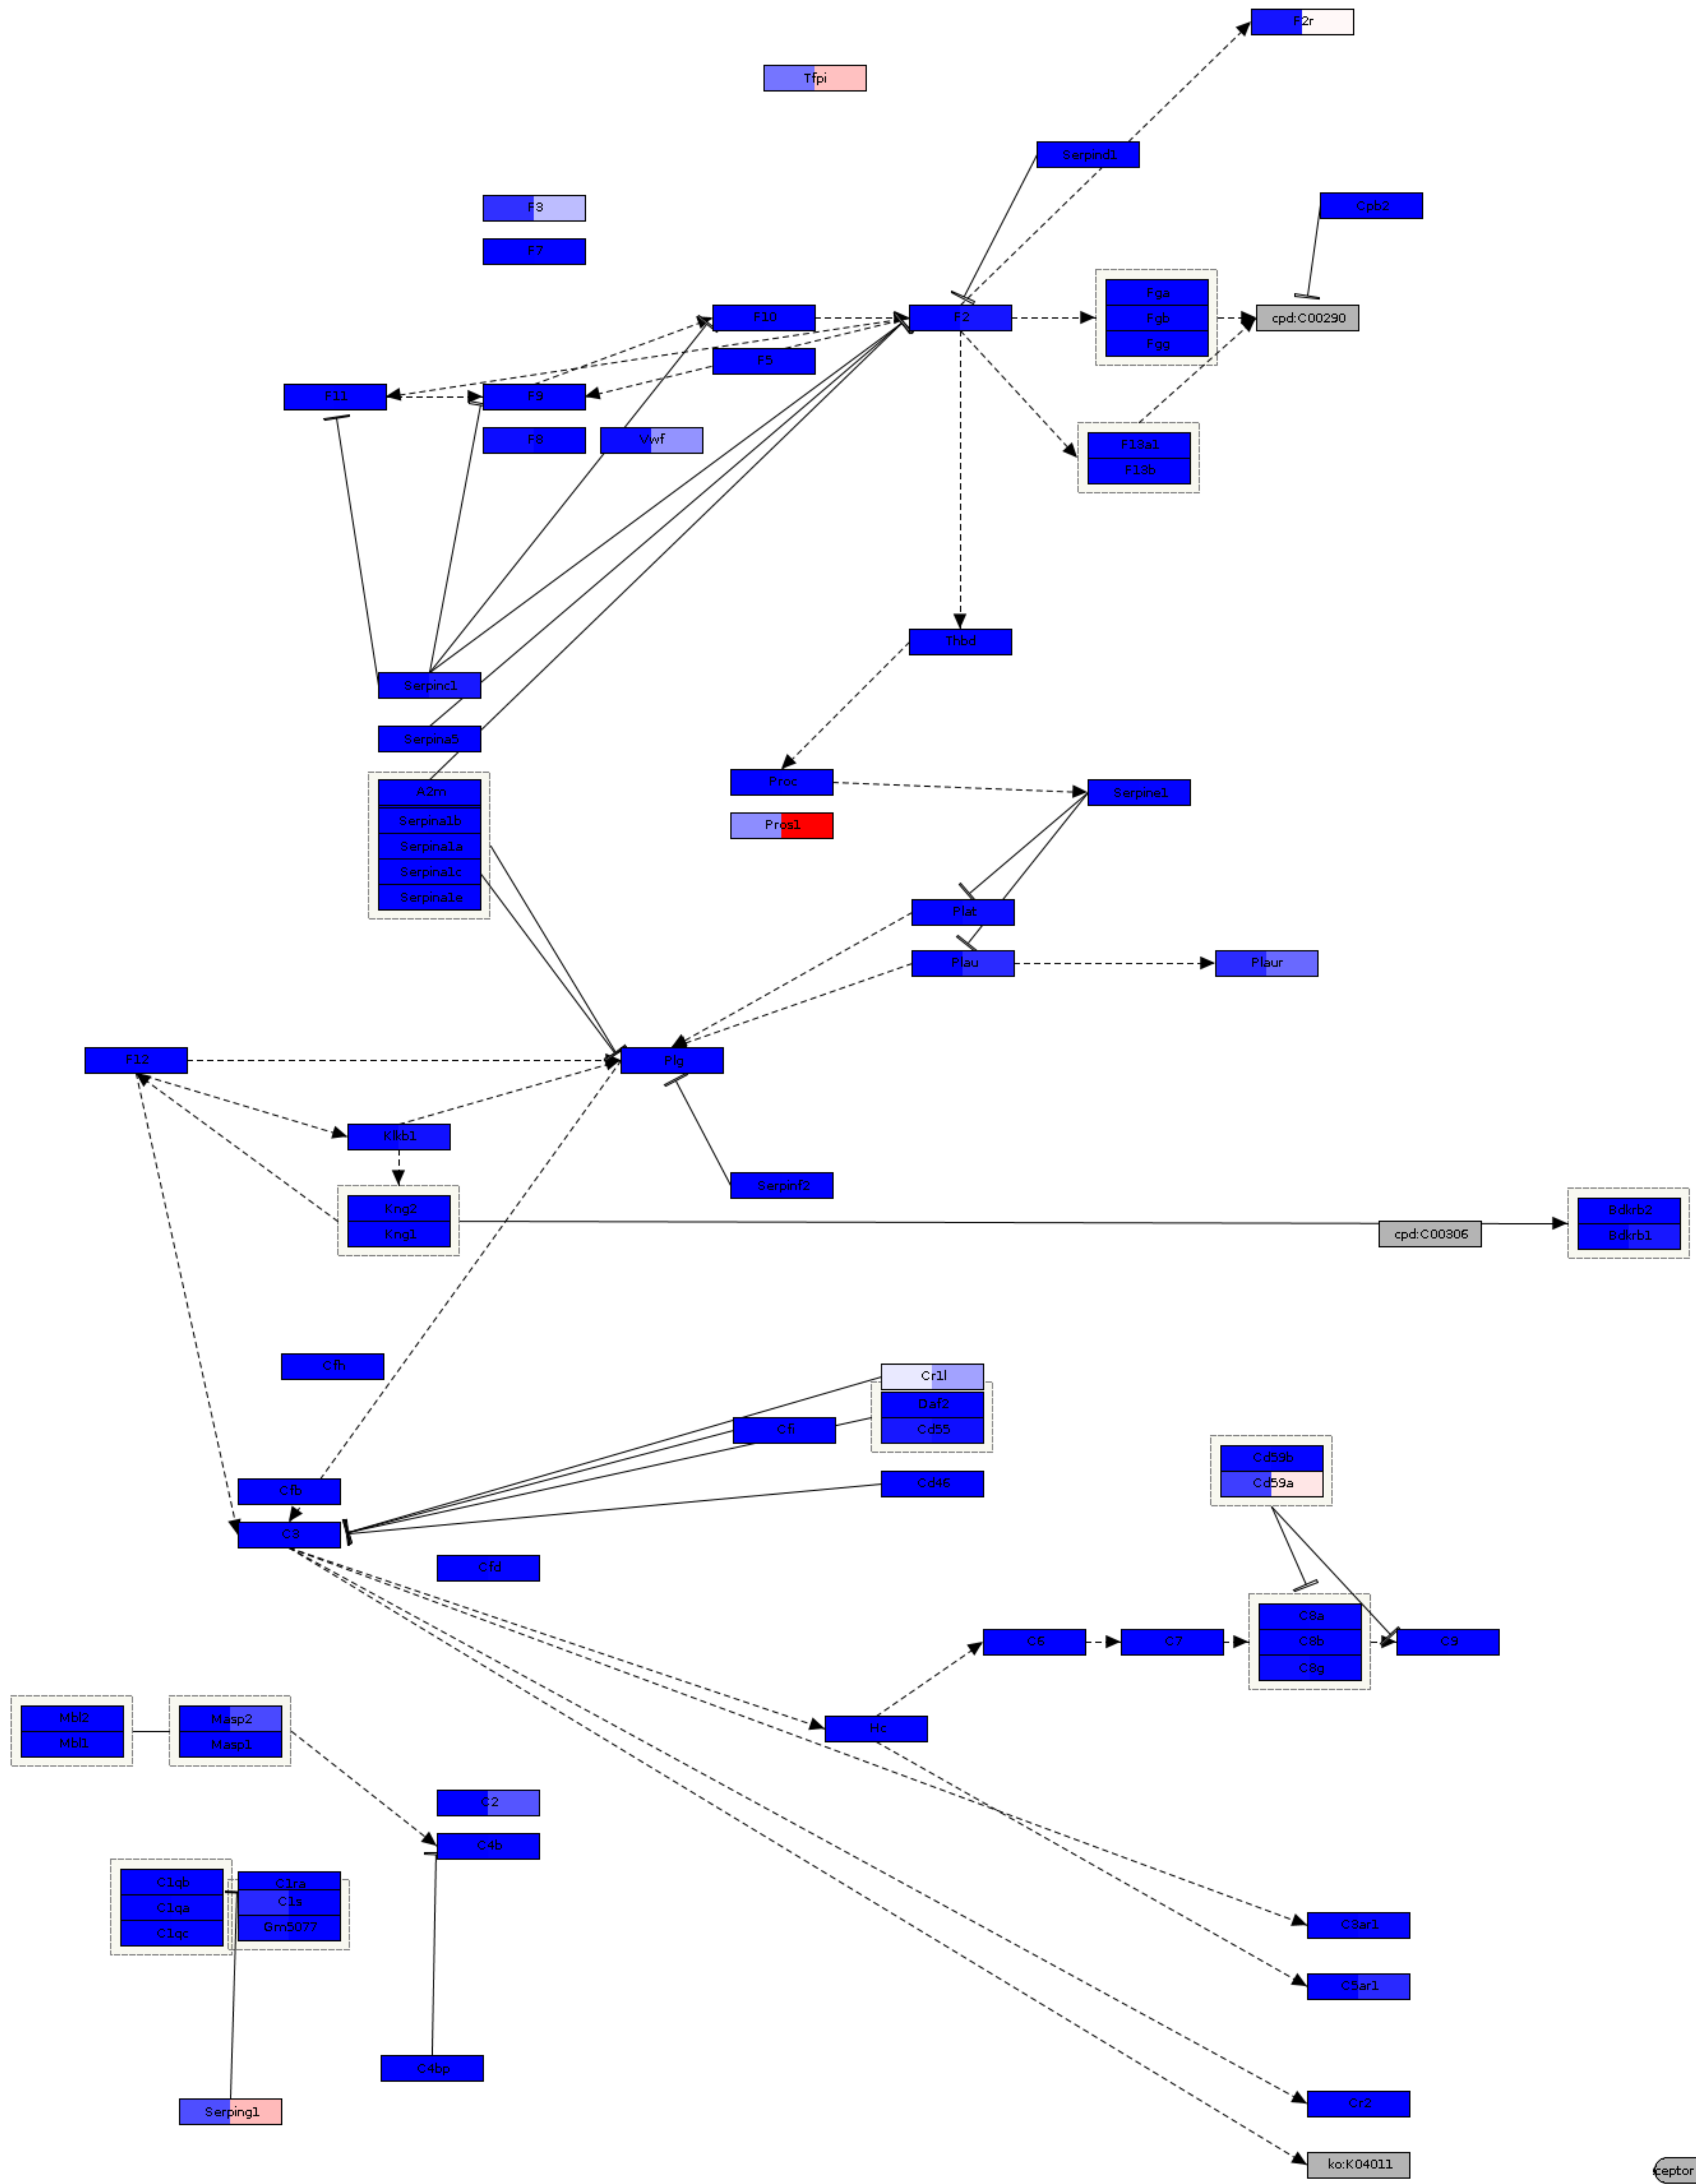 F2r
Tfpi
Serpind1
F3
Cpb2
F7
Fga
F10
F2
Fgb
cpd:C00290
Fgg
F5
F11
F9
F8
Vwf
F13a1
F13b
Thbd
Serpinc1
Serpina5
Proc
A2m
Serpine1
Serpina1b
Pros1
Serpina1a
Serpina1c
Serpina1e
Plat
Plau
Plaur
F12
Plg
Klkb1
Serpinf2
Kng2
Bdkrb2
Kng1
cpd:C00306
Bdkrb1
Cfh
Cr1l
Daf2
Cd55
Cd59b
Cd46
Cd59a
Cfb
C3
Cfd
C8a
C6
C7
C8b
C9
C8g
Mbl2
Masp2
Hc
Mbl1
Masp1
C2
C4b
C1qb
C1ra
C1s
C1qa
Gm5077
C1qc
C3ar1
C5ar1
C4bp
Cr2
Serping1
ko:K04011
ceptor